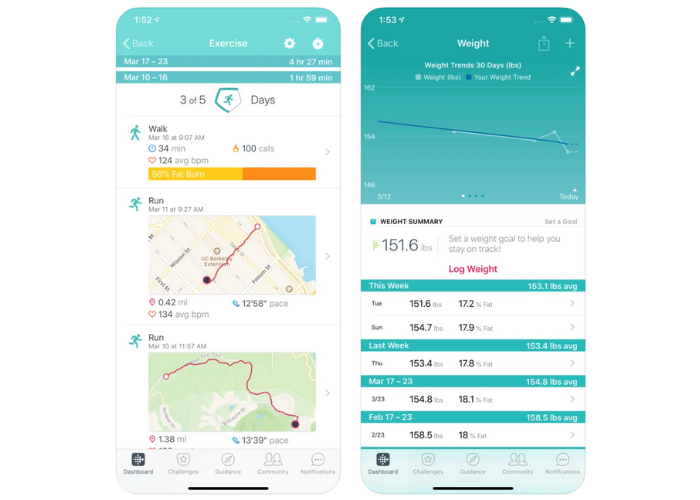 1:52
Back
Exercise
Mar 17 – 23 4 hr 27 min
Mar 10 – 16 1 hr 59 min
3 of 5 Days
Walk
Mar 16 at 9:07 AM
34 min 100 cals
124 avg bpm
56% Fat Burn
Run
Mar 11 at 9:27 AM
UC Berkeley
Extension
Mission St
Folsom St
First St
0.42 mi 12'58" pace
134 avg bpm
Run
Mar 10 at 11:57 AM
1.38 mi 13'39" pace
Dashboard Challenges Guidance Community Notifications
1:53
Back
Weight
Weight Trends 30 Days (lbs)
Weight (lbs) Your Weight Trend
162
154
146
3/12 Today
WEIGHT SUMMARY Set a Goal
151.6 lbs
Set a weight goal to help you
stay on track!
Log Weight
This Week 153.1 lbs avg
Tue 151.6 lbs 17.2 % Fat
Sun 154.7 lbs 17.9 % Fat
Last Week 153.4 lbs avg
Thu 153.4 lbs 17.8 % Fat
Mar 17 – 23 154.8 lbs avg
3/23 154.8 lbs 18.1 % Fat
Feb 17 – 23 158.5 lbs avg
2/23 158.5 lbs 18 % Fat
Dashboard Challenges Guidance Community Notifications